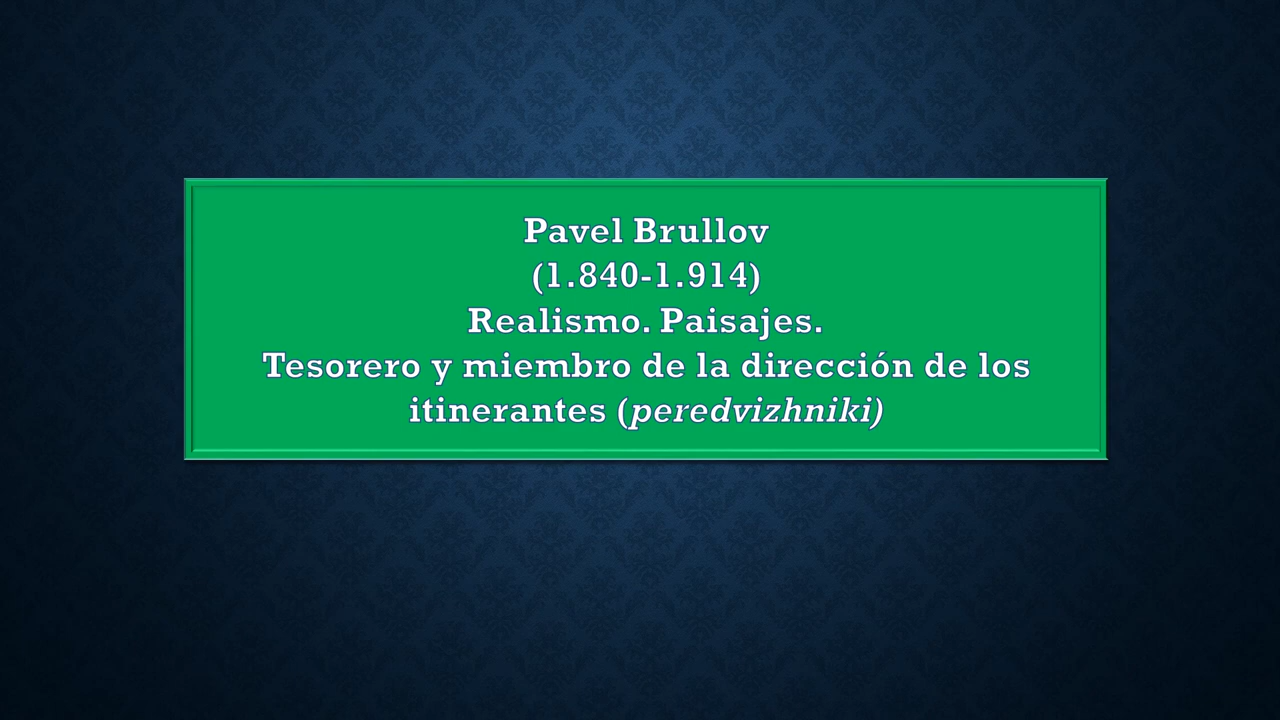 Pavel Brullov
(1.840-1.914)
Realismo. Paisajes.
Tesorero y miembro de la dirección de los
itinerantes (peredvizhniki)